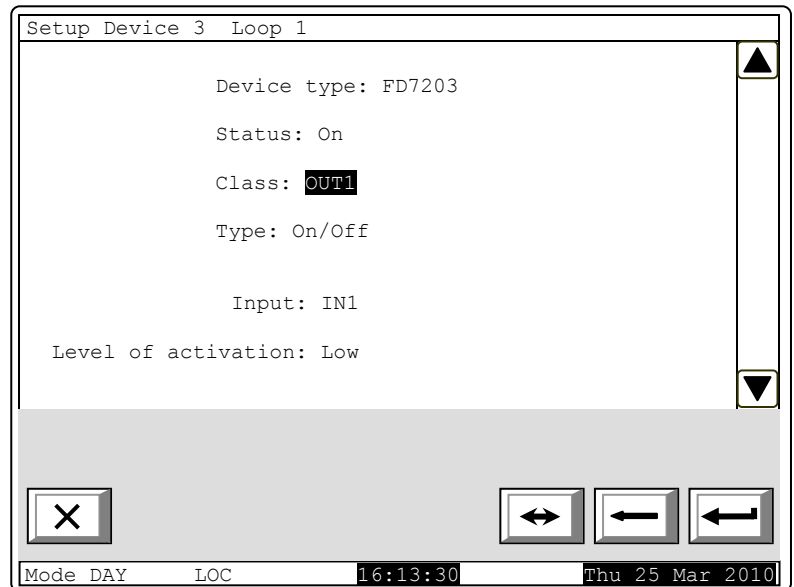 Setup Device 3 Loop 1
Device type: FD7203
Status: On
Class: OUT1
Type: On/Off
Input: IN1
Level of activation: Low
Mode DAY LOC 16:13:30 Thu 25 Mar 2010